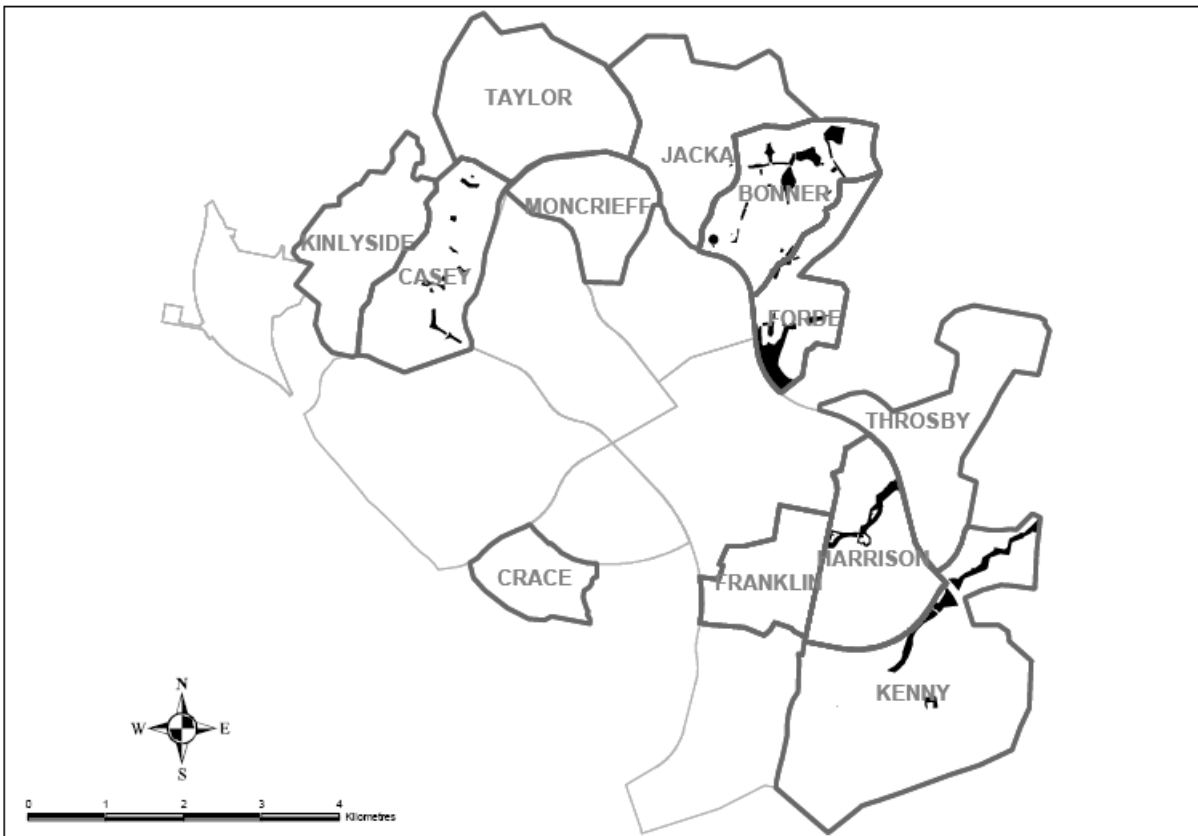 TAYLOR
JACKA
BONNER
MONCRIEFF
KINLYSIDE
CASEY
FORDE
THROSBY
HARRISON
FRANKLIN
CRACE
KENNY
N
W E
S
0 1 2 3 4
Kilometres